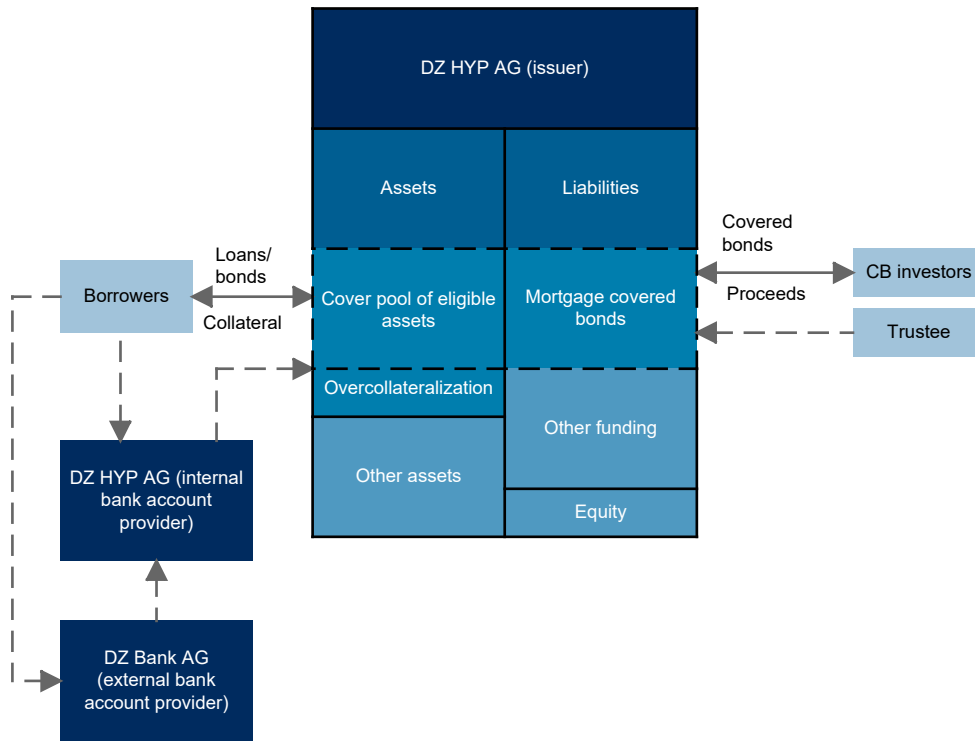 DZ HYP AG (issuer)
Assets
Liabilities
Covered
bonds
Loans/
bonds
CB investors
Borrowers
Cover pool of eligible
assets
Mortgage covered
bonds
Proceeds
Collateral
Trustee
Overcollateralization
Other funding
DZ HYP AG (internal
bank account
provider)
Other assets
Equity
DZ Bank AG
(external bank
account provider)